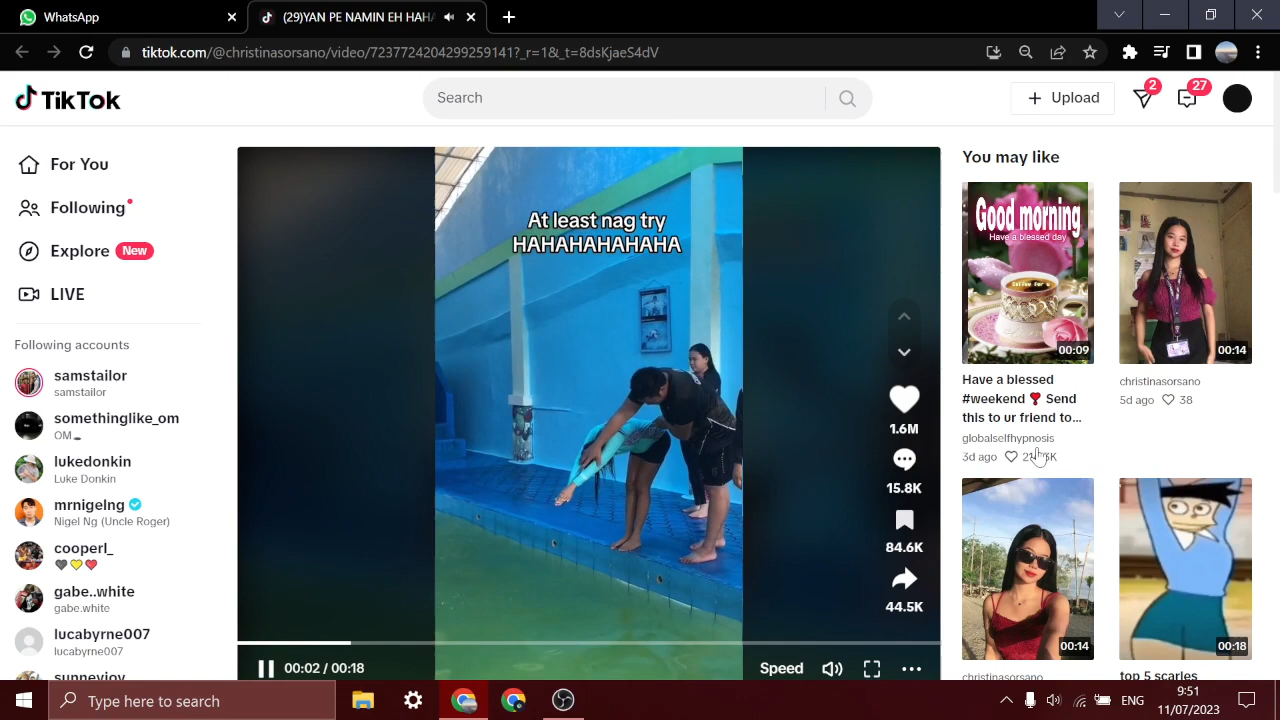 WhatsApp
(29)YAN PE NAMIN EH HAHA
tiktok.com/@christinasorsano/video/7237724204299259141?_r=1&_t=8dsKjaeS4dV
TikTok
Search
Upload
2
27
For You
Following
Explore New
LIVE
Following accounts
samstailor
samstailor
somethinglike_om
OM
lukedonkin
Luke Donkin
mrnigelng
Nigel Ng (Uncle Roger)
cooperl_
gabe..white
gabe.white
lucabyrne007
lucabyrne007
At least nag try
HAHAHAHAHAHA
1.6M
15.8K
84.6K
44.5K
00:02 / 00:18
Speed
You may like
Good morning
Have a blessed day
00:09
Have a blessed
#weekend ❣️ Send
this to ur friend to...
globalselfhypnosis
3d ago
00:14
christinasorsano
5d ago 38
00:14
christinasorsano
00:18
top 5 scarles
Type here to search
ENG
9:51
11/07/2023